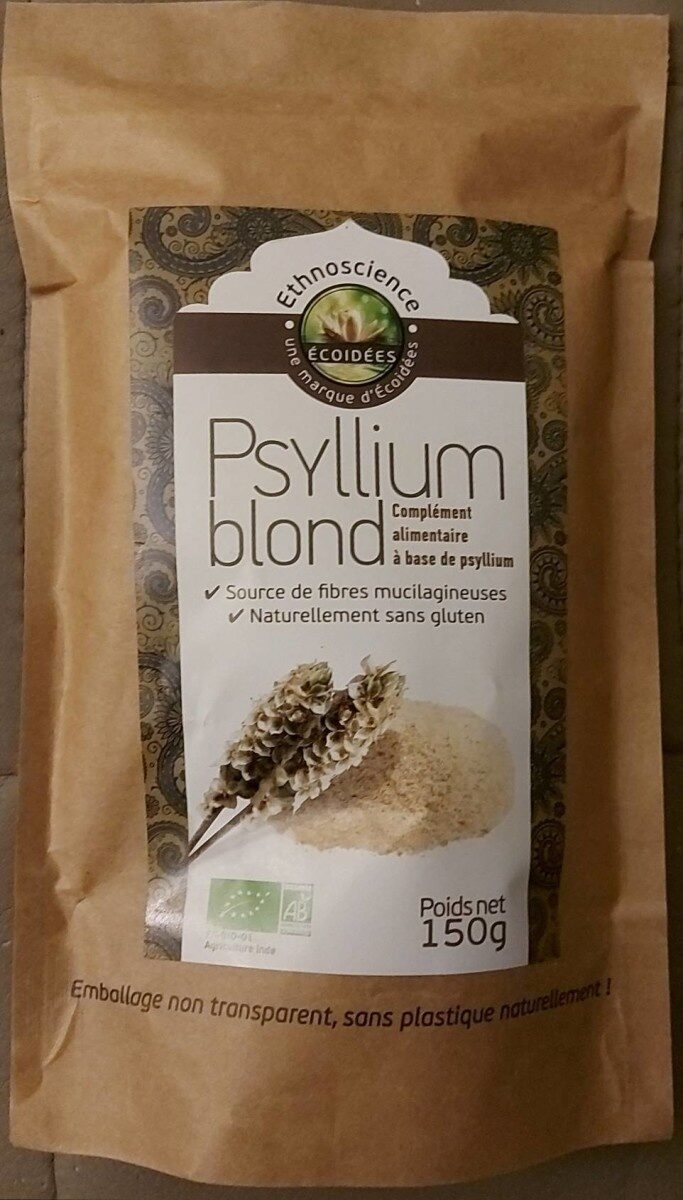 Ethnoscience
ÉCOIDÉES
• une marque d'Écoidées •
Psyllium
blond
Complément
alimentaire
à base de psyllium
✔ Source de fibres mucilagineuses
✔ Naturellement sans gluten
AB
Agriculture Inde
Poids net
150g
Emballage non transparent, sans plastique naturellement !